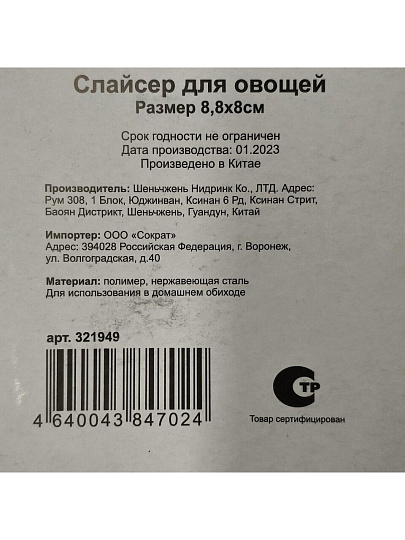 Слайсер для овощей
Размер 8,8х8см
Срок годности не ограничен
Дата производства: 01.2023
Произведено в Китае
Производитель: Шеньчжень Нидринк Ко., ЛТД. Адрес:
Рум 308, 1 Блок, Юджинван, Ксинан 6 Рд, Ксинан Стрит,
Баоян Дистрикт, Шеньчжень, Гуандун, Китай
Импортер: ООО «Сократ»
Адрес: 394028 Российская Федерация, г. Воронеж,
ул. Волгоградская, д.40
Материал: полимер, нержавеющая сталь
Для использования в домашнем обиходе
арт. 321949
4 640043 847024
СТР
Товар сертифицирован